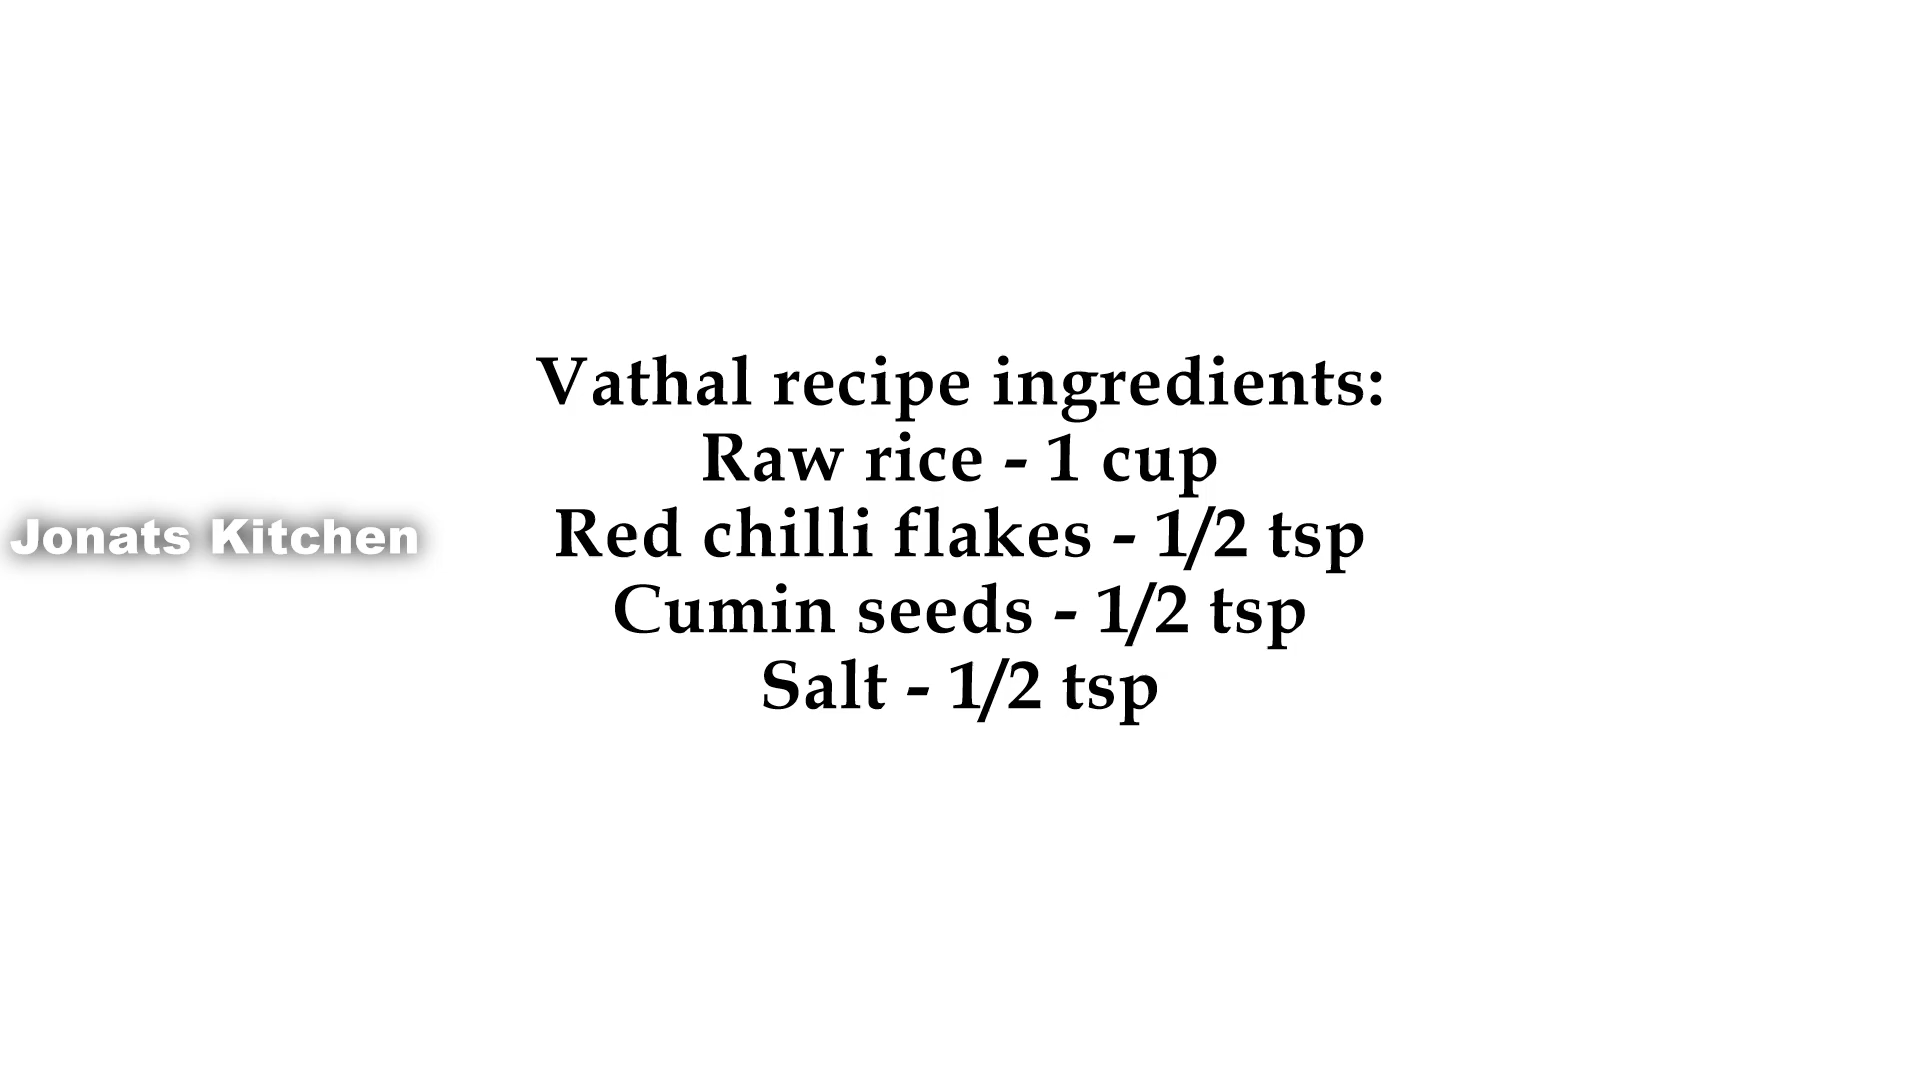 Vathal recipe ingredients:
Raw rice - 1 cup
Red chilli flakes - 1/2 tsp
Cumin seeds - 1/2 tsp
Salt - 1/2 tsp
Jonats Kitchen